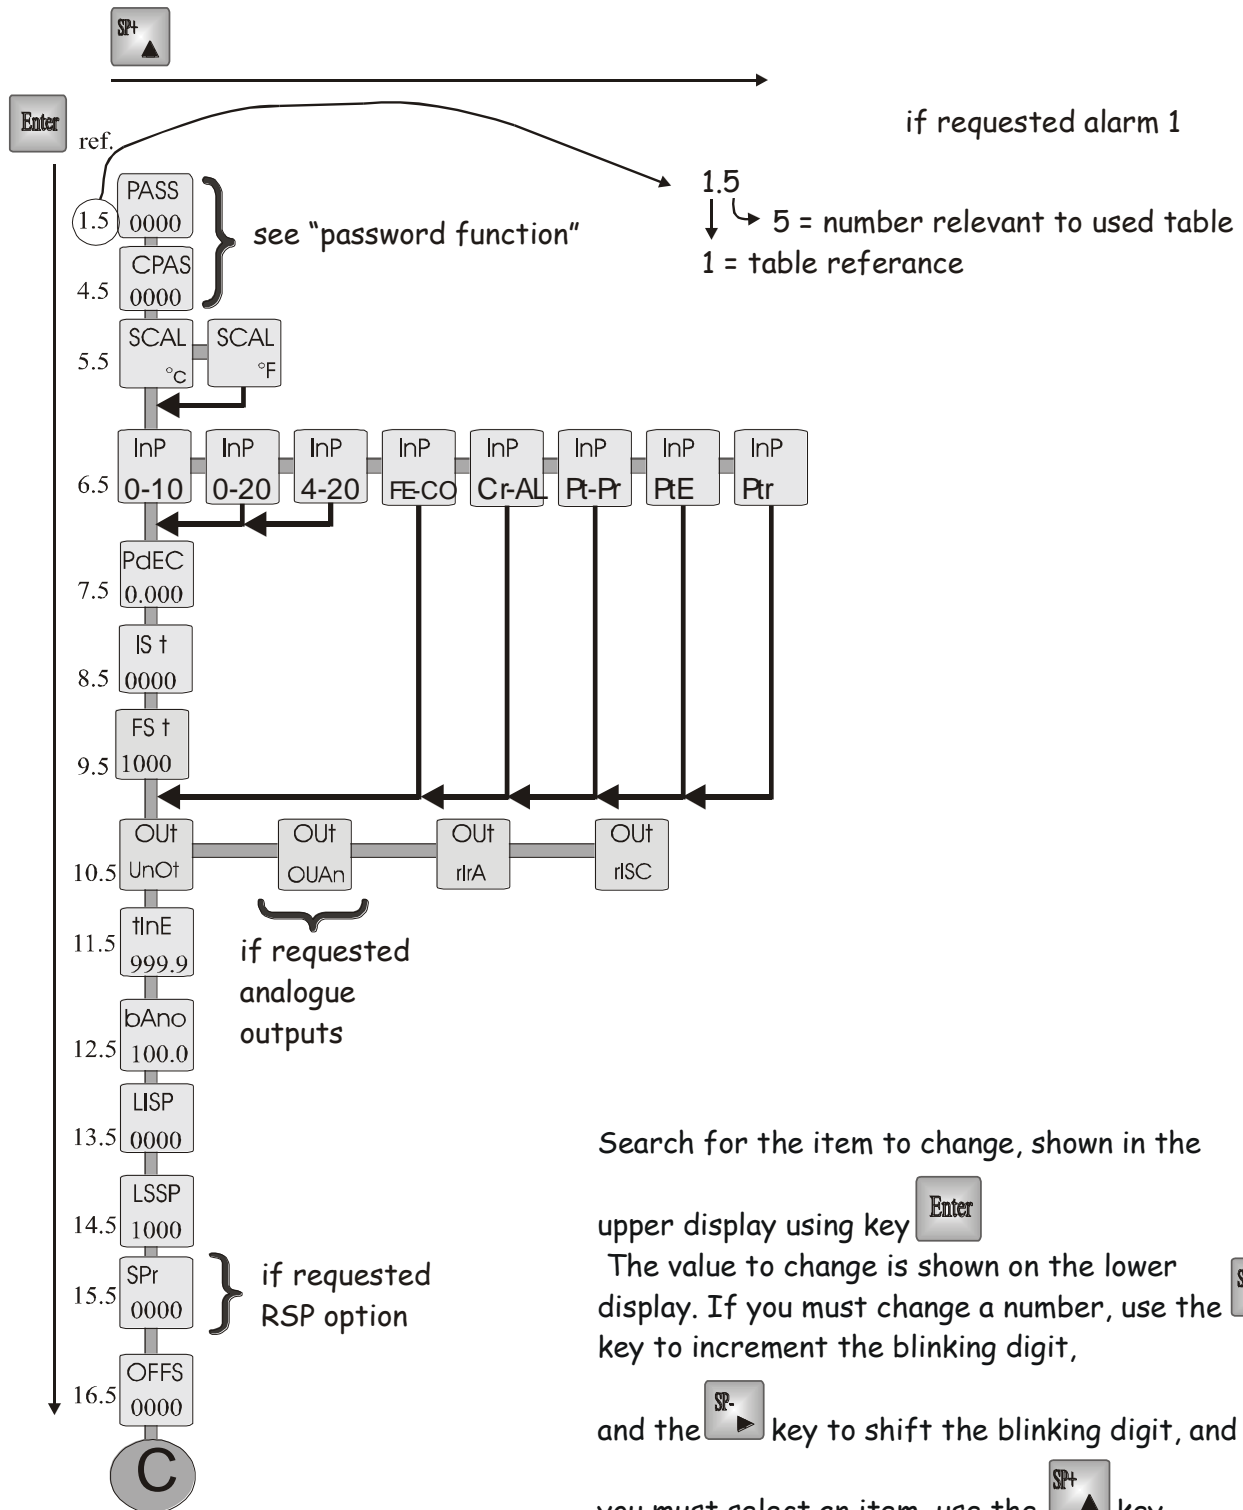 SP+
Enter
ref.
if requested alarm 1
PASS
1.5
0000
1.5
5 = number relevant to used table
see “password function”
1 = table referance
CPAS
4.5
0000
SCAL
SCAL
5.5
°C
°F
InP
InP
InP
InP
InP
InP
InP
InP
6.5
0-10
0-20
4-20
FE-CO
Cr-AL
Pt-Pr
PtE
Ptr
PdEC
7.5
0.000
IS t
8.5
0000
FS t
9.5
1000
OUt
OUt
OUt
OUt
10.5
UnOt
OUAn
rIrA
rISC
tInE
11.5
999.9
if requested
analogue
outputs
bAno
12.5
100.0
LISP
13.5
0000
LSSP
14.5
1000
SPr
15.5
0000
if requested
RSP option
OFFS
16.5
0000
C
Search for the item to change, shown in the
upper display using key Enter
The value to change is shown on the lower
display. If you must change a number, use the
key to increment the blinking digit,
and the SP- key to shift the blinking digit, and
you must select an item, use the SP+ key